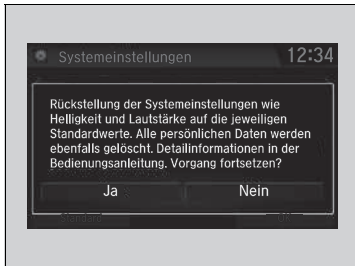 Systemeinstellungen
12:34
Rückstellung der Systemeinstellungen wie
Helligkeit und Lautstärke auf die jeweiligen
Standardwerte. Alle persönlichen Daten werden
ebenfalls gelöscht. Detailinformationen in der
Bedienungsanleitung. Vorgang fortsetzen?
Ja
Nein
Standard